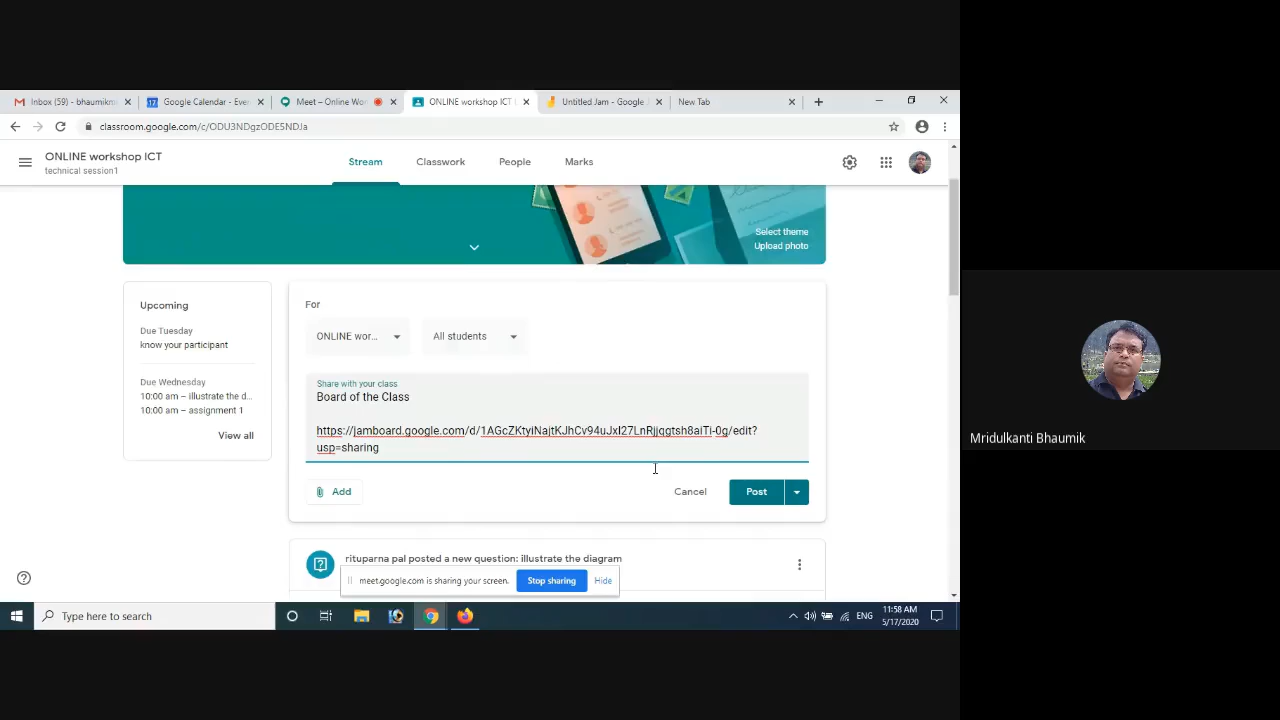 Inbox (59) - bhaumikm
Google Calendar - Eve
Meet – Online Wo
ONLINE workshop ICT
Untitled Jam - Google
New Tab
classroom.google.com/c/ODU3NDgzODE5NDJa
ONLINE workshop ICT
technical session1
Stream
Classwork
People
Marks
Select theme
Upload photo
Upcoming
Due Tuesday
know your participant
Due Wednesday
10:00 am – illustrate the d...
10:00 am – assignment 1
View all
For
ONLINE wor...
All students
Share with your class
Board of the Class
https://jamboard.google.com/d/1AGcZKtyiNajtKJhCv94uJxI27LnRjjqgtsh8aiTi-0g/edit?
usp=sharing
Add
Cancel
Post
rituparna pal posted a new question: illustrate the diagram
meet.google.com is sharing your screen.
Stop sharing
Hide
Type here to search
ENG
11:58 AM
5/17/2020
Mridulkanti Bhaumik